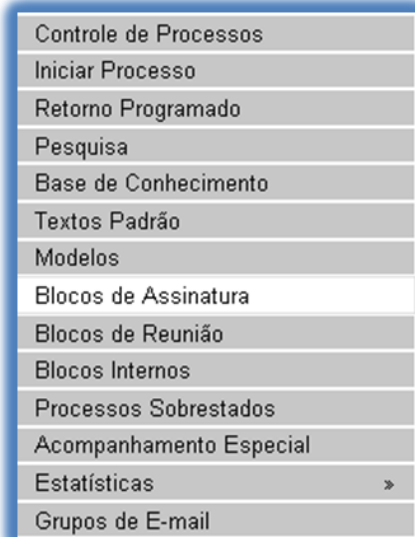 Controle de Processos
Iniciar Processo
Retorno Programado
Pesquisa
Base de Conhecimento
Textos Padrão
Modelos
Blocos de Assinatura
Blocos de Reunião
Blocos Internos
Processos Sobrestados
Acompanhamento Especial
Estatísticas »
Grupos de E-mail